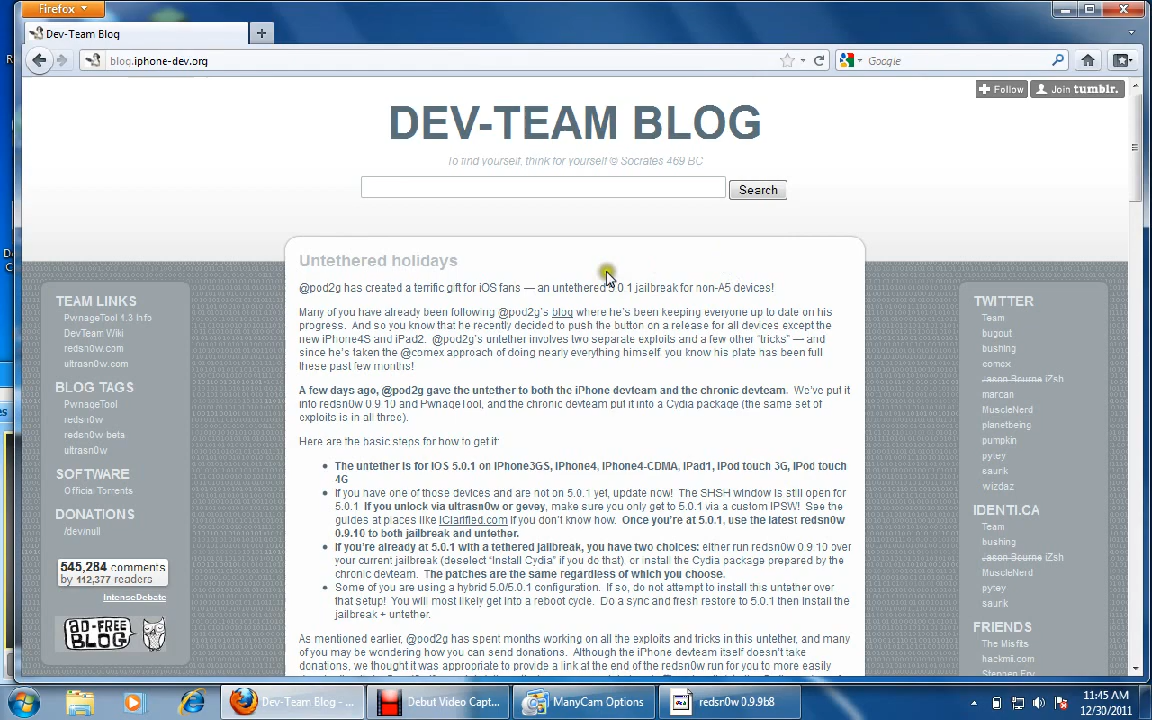 Firefox
Dev-Team Blog
blog.iphone-dev.org
Google
Follow
Join tumblr.
DEV-TEAM BLOG
To find yourself, think for yourself © Socrates 469 BC
Search
Untethered holidays
@pod2g has created a terrific gift for iOS fans — an untethered 5.0.1 jailbreak for non-A5 devices!
Many of you have already been following @pod2g's blog where he's been keeping everyone up to date on his
progress. And so you know that he recently decided to push the button on a release for all devices except the
new iPhone4S and iPad2. @pod2g's untether involves two separate exploits and a few other "tricks" — and
since he's taken the @comex approach of doing nearly everything himself, you know his plate has been full
these past few months!
A few days ago, @pod2g gave the untether to both the iPhone devteam and the chronic devteam. We've put it
into redsn0w 0.9.10 and PwnageTool, and the chronic devteam put it into a Cydia package (the same set of
exploits is in all three).
Here are the basic steps for how to get it:
The untether is for iOS 5.0.1 on iPhone3GS, iPhone4, iPhone4-CDMA, iPad1, iPod touch 3G, iPod touch
4G
If you have one of those devices and are not on 5.0.1 yet, update now! The SHSH window is still open for
5.0.1. If you unlock via ultrasn0w or gevey, make sure you only get to 5.0.1 via a custom IPSW! See the
guides at places like iClarified.com if you don't know how. Once you're at 5.0.1, use the latest redsn0w
0.9.10 to both jailbreak and untether.
If you're already at 5.0.1 with a tethered jailbreak, you have two choices: either run redsn0w 0.9.10 over
your current jailbreak (deselect "Install Cydia" if you do that), or install the Cydia package prepared by the
chronic devteam. The patches are the same regardless of which you choose.
Some of you are using a hybrid 5.0/5.0.1 configuration. If so, do not attempt to install this untether over
that setup! You will most likely get into a reboot cycle. Do a sync and fresh restore to 5.0.1 then install the
jailbreak + untether.
As mentioned earlier, @pod2g has spent months working on all the exploits and tricks in this untether, and many
of you may be wondering how you can send donations. Although the iPhone devteam itself doesn't take
donations, we thought it was appropriate to provide a link at the end of the redsn0w run for you to more easily
TEAM LINKS
PwnageTool 4.3 Info
DevTeam Wiki
redsn0w.com
ultrasn0w.com
BLOG TAGS
PwnageTool
redsn0w
redsn0w beta
ultrasn0w
SOFTWARE
Official Torrents
DONATIONS
/dev/null
545,284 comments
by 112,377 readers
IntenseDebate
AD-FREE
BLOG
TWITTER
Team
bugout
bushing
comex
Jason Bourne iZsh
marcan
MuscleNerd
planetbeing
pumpkin
pytey
saurik
wizdaz
IDENTI.CA
Team
bushing
Jason Bourne iZsh
MuscleNerd
pytey
saurik
FRIENDS
The Misfits
hackmii.com
Stephen Fry
Dev-Team Blog - ...
Debut Video Capt...
ManyCam Options
redsn0w 0.9.9b8
11:45 AM
12/30/2011